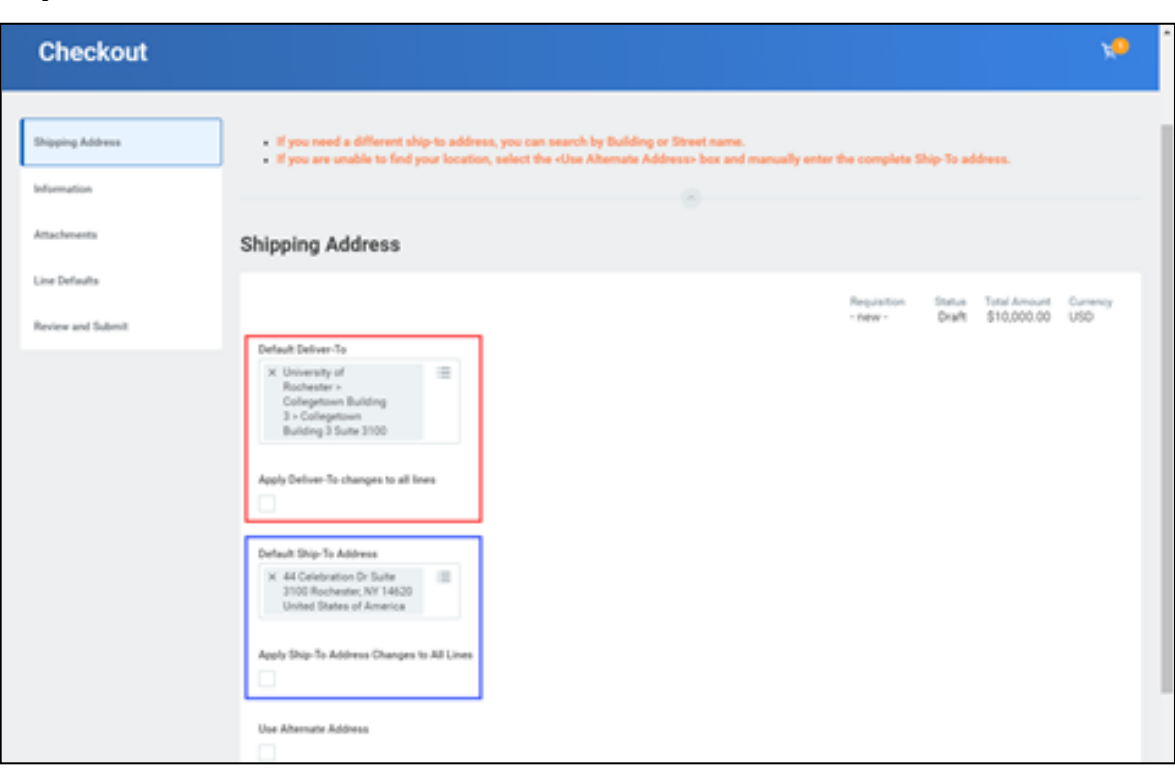 Checkout
Shipping Address
Information
Attachments
Line Defaults
Review and Submit
If you need a different ship-to address, you can search by Building or Street name.
If you are unable to find your location, select the <Use Alternate Address> box and manually enter the complete Ship-To address.
Shipping Address
Requisition Status Total Amount Currency
- new - Draft $10,000.00 USD
Default Deliver-To
University of
Rochester >
Collegetown Building
3 > Collegetown
Building 3 Suite 3100
Apply Deliver-To changes to all lines
Default Ship-To Address
44 Celebration Dr Suite
3100 Rochester, NY 14620
United States of America
Apply Ship-To Address Changes to All Lines
Use Alternate Address